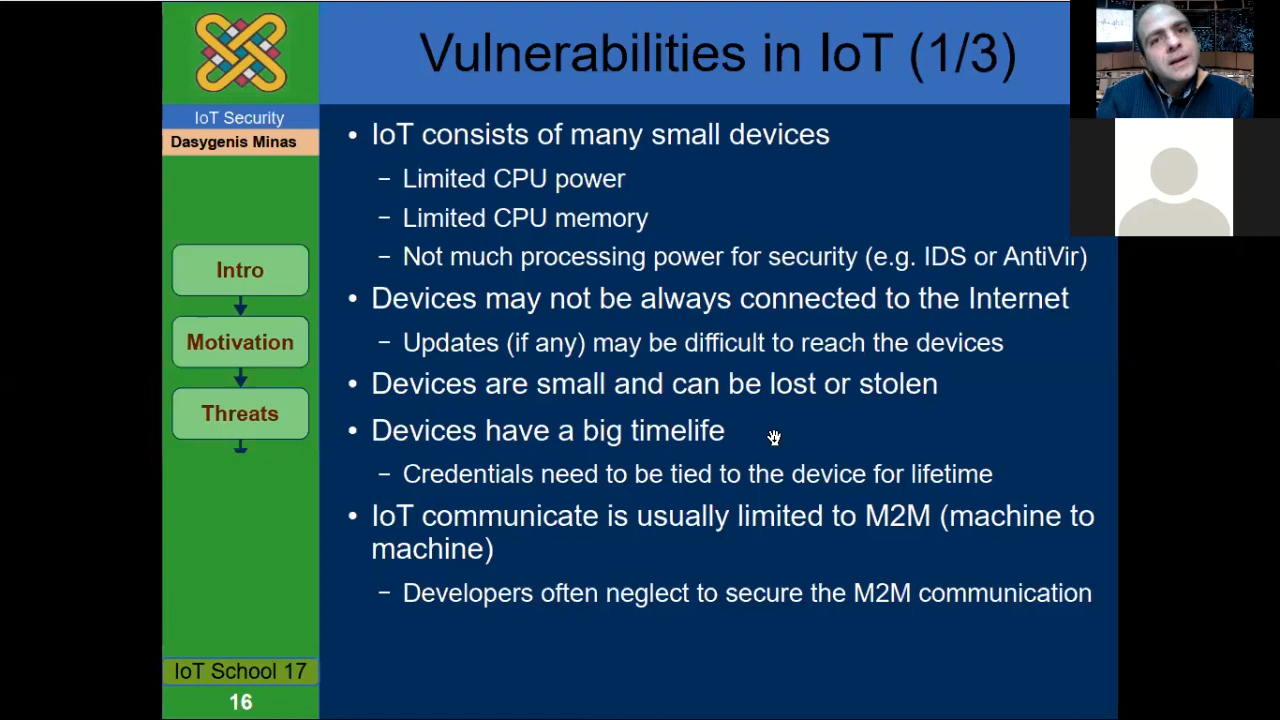 Vulnerabilities in IoT (1/3)
IoT Security
Dasygenis Minas
Intro
Motivation
Threats
IoT School 17
16
• IoT consists of many small devices
– Limited CPU power
– Limited CPU memory
– Not much processing power for security (e.g. IDS or AntiVir)
• Devices may not be always connected to the Internet
– Updates (if any) may be difficult to reach the devices
• Devices are small and can be lost or stolen
• Devices have a big timelife
– Credentials need to be tied to the device for lifetime
• IoT communicate is usually limited to M2M (machine to
machine)
– Developers often neglect to secure the M2M communication